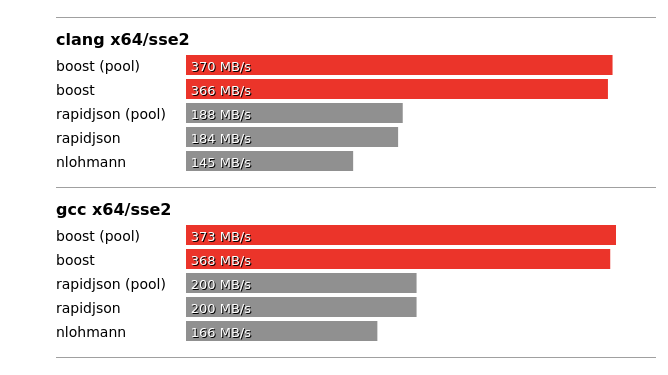 clang x64/sse2
boost (pool) 370 MB/s
boost 366 MB/s
rapidjson (pool) 188 MB/s
rapidjson 184 MB/s
nlohmann 145 MB/s
gcc x64/sse2
boost (pool) 373 MB/s
boost 368 MB/s
rapidjson (pool) 200 MB/s
rapidjson 200 MB/s
nlohmann 166 MB/s